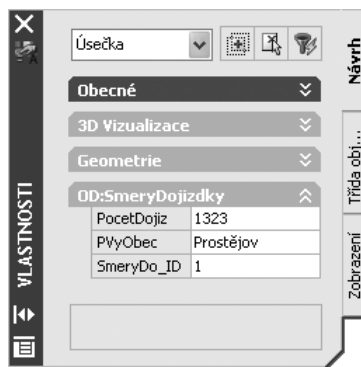 Úsečka
Obecné
3D Vizualizace
Geometrie
OD:SmeryDojizdky
PocetDojiz 1323
PVyObec Prostějov
SmeryDo_ID 1
VLASTNOSTI
Návrh
Třída obj...
Zobrazení